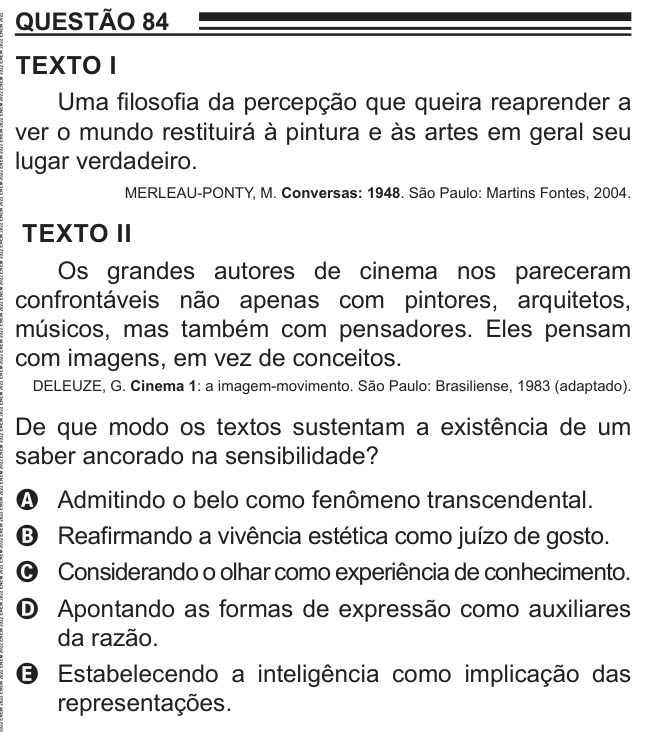 QUESTÃO 84
TEXTO I
Uma filosofia da percepção que queira reaprender a
ver o mundo restituirá à pintura e às artes em geral seu
lugar verdadeiro.
MERLEAU-PONTY, M. Conversas: 1948. São Paulo: Martins Fontes, 2004.
TEXTO II
Os grandes autores de cinema nos pareceram
confrontáveis não apenas com pintores, arquitetos,
músicos, mas também com pensadores. Eles pensam
com imagens, em vez de conceitos.
DELEUZE, G. Cinema 1: a imagem-movimento. São Paulo: Brasiliense, 1983 (adaptado).
De que modo os textos sustentam a existência de um
saber ancorado na sensibilidade?
A Admitindo o belo como fenômeno transcendental.
B Reafirmando a vivência estética como juízo de gosto.
C Considerando o olhar como experiência de conhecimento.
D Apontando as formas de expressão como auxiliares
da razão.
E Estabelecendo a inteligência como implicação das
representações.